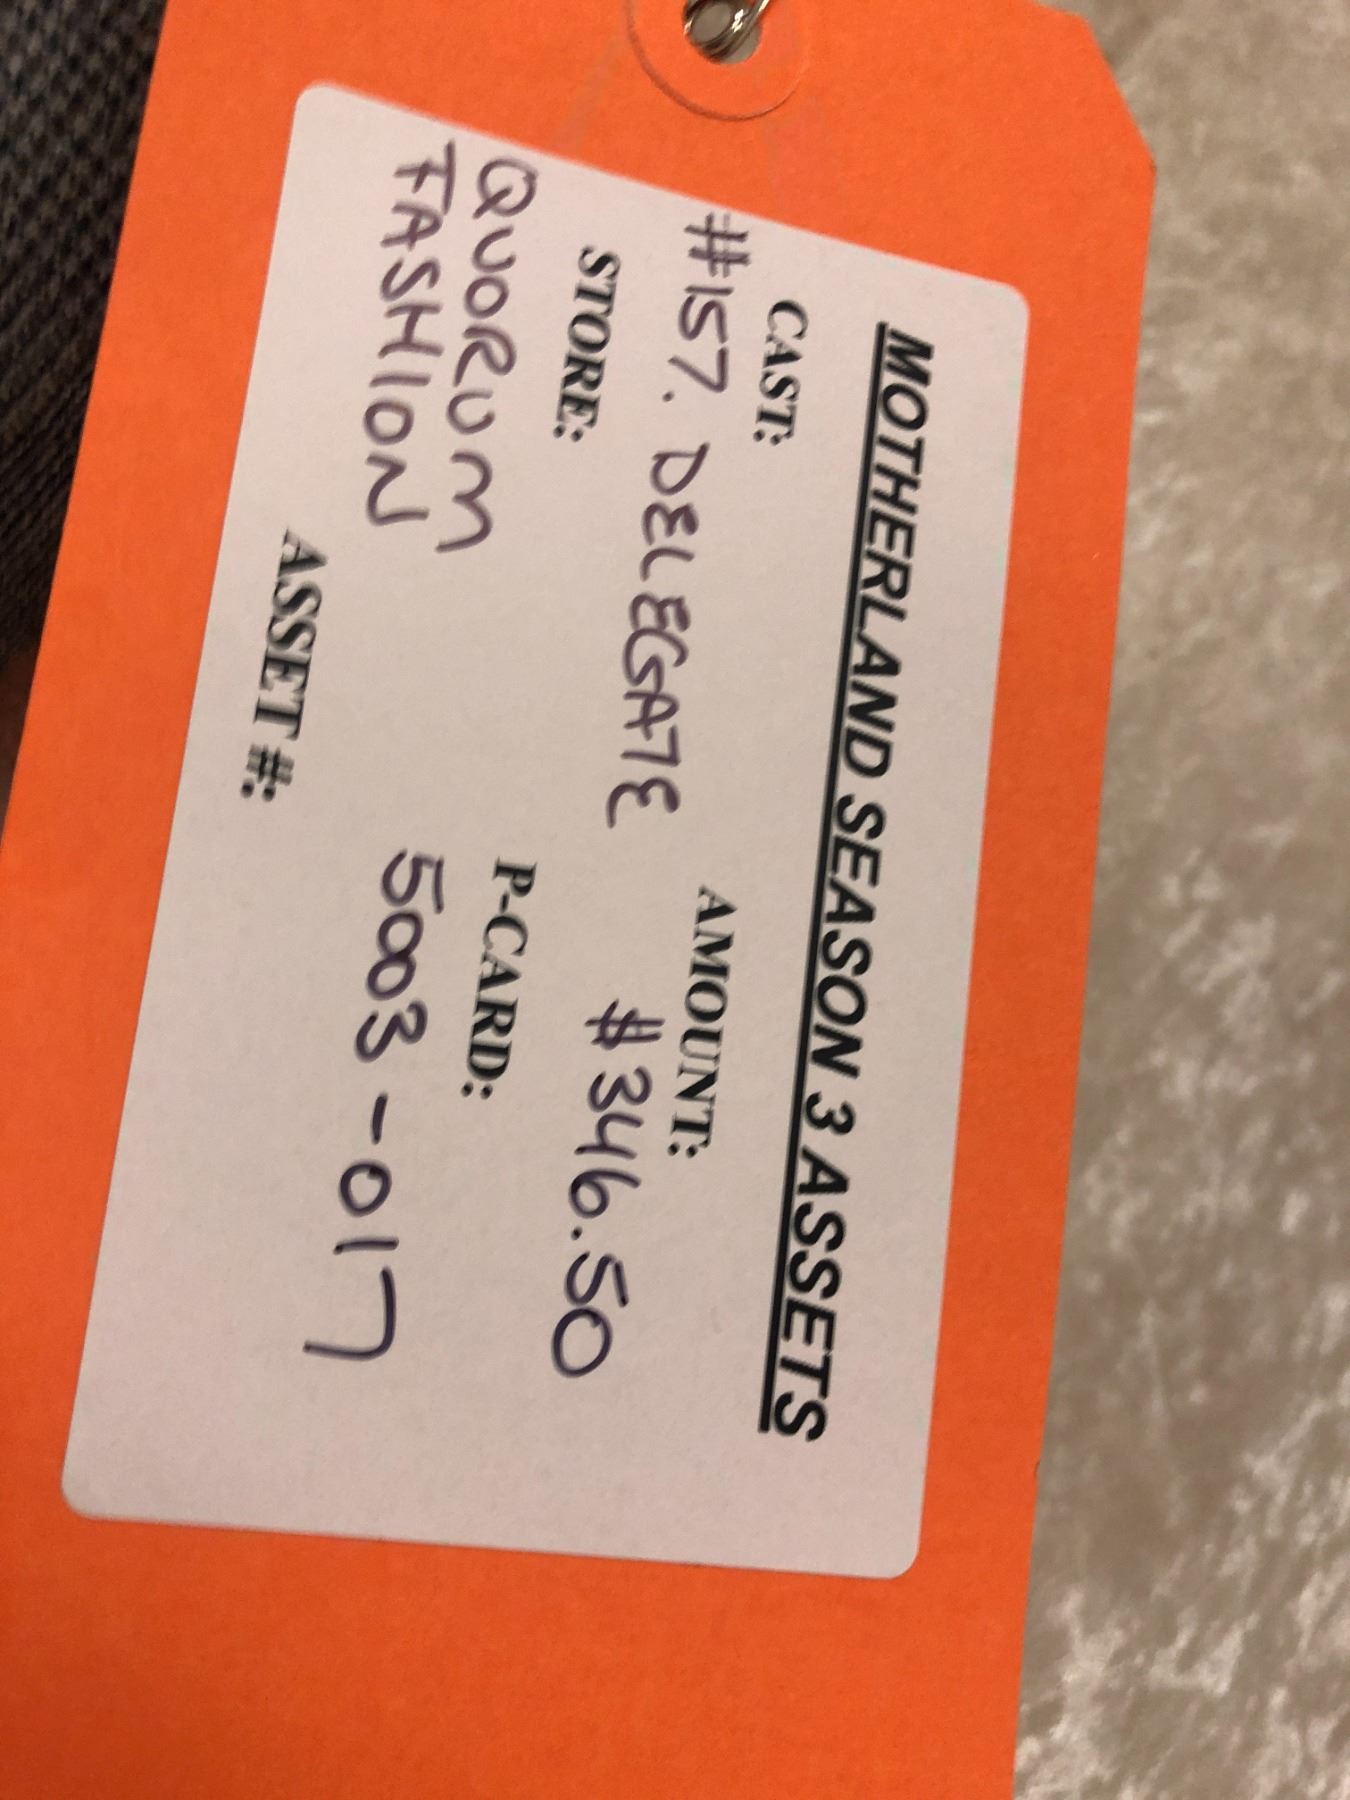 MOTHERLAND SEASON 3 ASSETS
CAST:
#157. DELEGATE
AMOUNT:
$346.50
STORE:
QUORUM
FASHION
P-CARD:
5003-017
ASSET #: